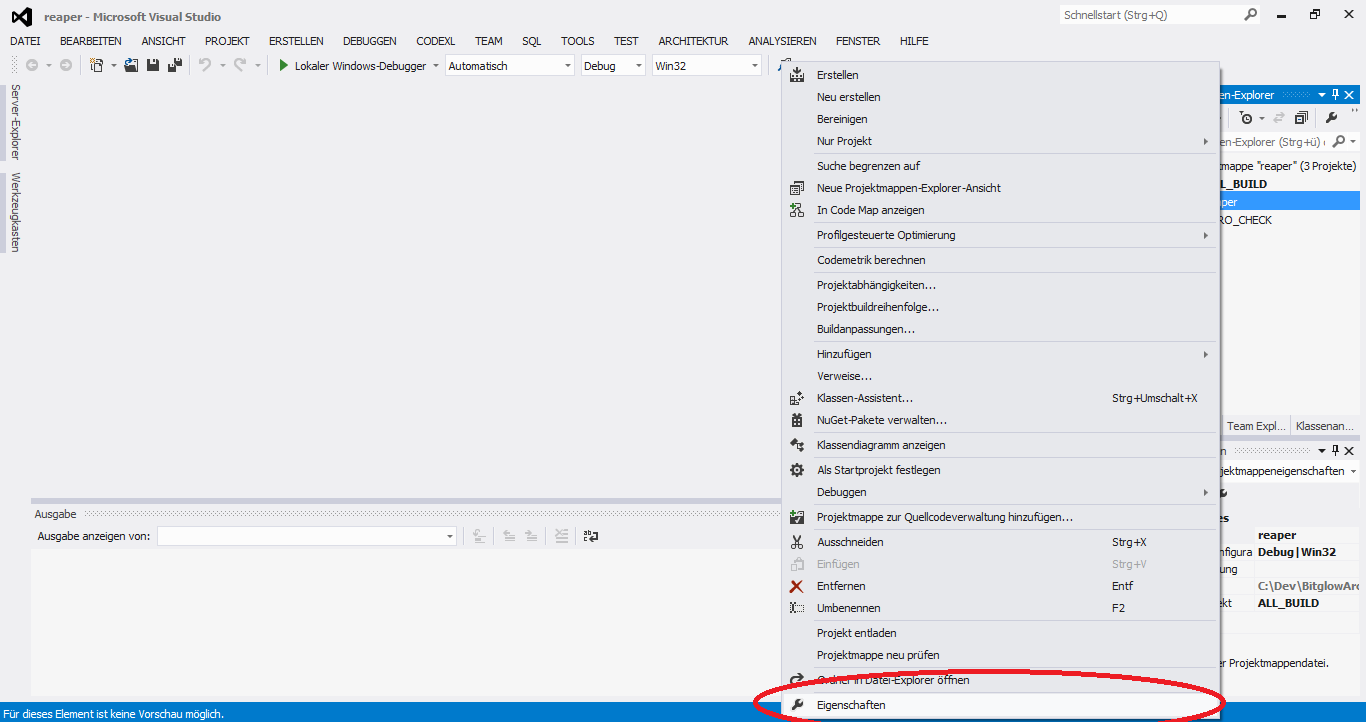 reaper - Microsoft Visual Studio
Schnellstart (Strg+Q)
DATEI BEARBEITEN ANSICHT PROJEKT ERSTELLEN DEBUGGEN CODEXL TEAM SQL TOOLS TEST ARCHITEKTUR ANALYSIEREN FENSTER HILFE
Lokaler Windows-Debugger Automatisch Debug Win32
Server-Explorer
Werkzeugkasten
Erstellen
Neu erstellen
Bereinigen
Nur Projekt
Suche begrenzen auf
Neue Projektmappen-Explorer-Ansicht
In Code Map anzeigen
Profilgesteuerte Optimierung
Codemetrik berechnen
Projektabhängigkeiten...
Projektbuildreihenfolge...
Buildanpassungen...
Hinzufügen
Verweise...
Klassen-Assistent... Strg+Umschalt+X
NuGet-Pakete verwalten...
Klassendiagramm anzeigen
Als Startprojekt festlegen
Debuggen
Projektmappe zur Quellcodeverwaltung hinzufügen...
Ausschneiden Strg+X
Einfügen Strg+V
Entfernen Entf
Umbenennen F2
Projekt entladen
Projektmappe neu prüfen
Ordner in Datei-Explorer öffnen
Eigenschaften
en-Explorer
en-Explorer (Strg+ü)
tmappe "reaper" (3 Projekte)
L_BUILD
per
RO_CHECK
Team Expl... Klassenan...
n
jektmappeneigenschaften
es
reaper
nfigura Debug|Win32
ung
C:\Dev\BitglowArc
kt ALL_BUILD
er Projektmappendatei.
Ausgabe
Ausgabe anzeigen von:
Für dieses Element ist keine Vorschau möglich.